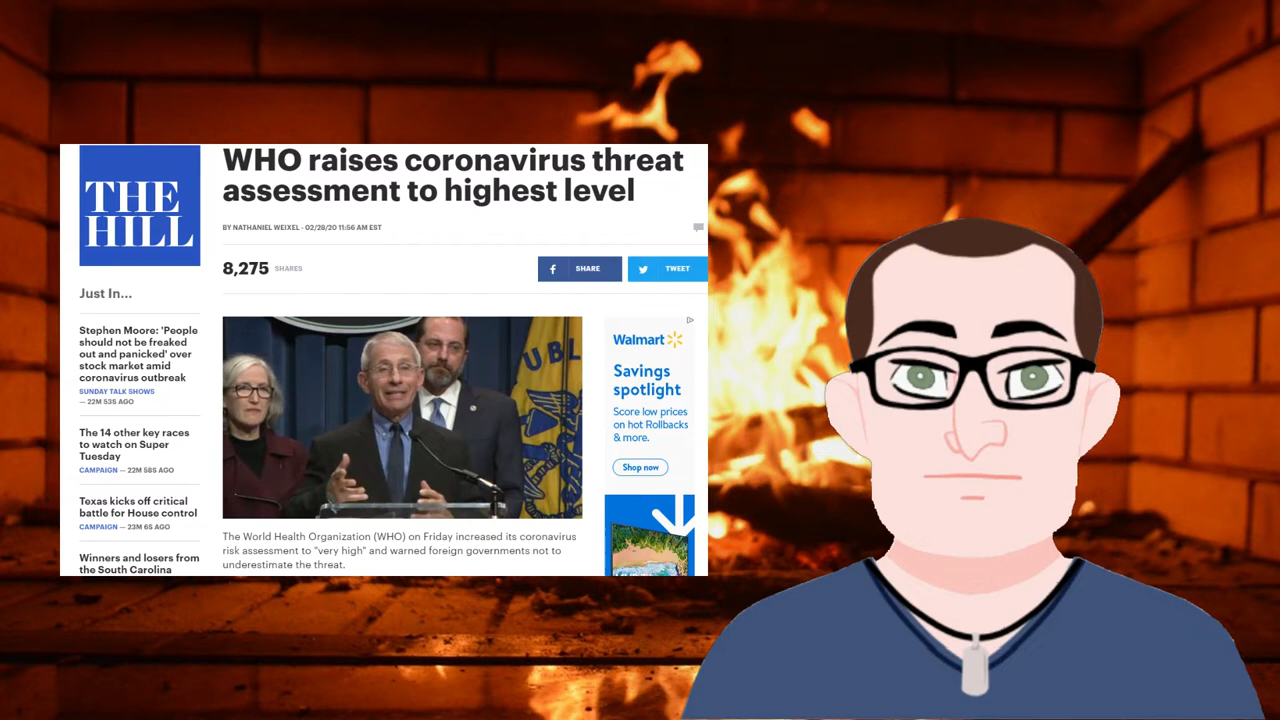 THE
HILL
Just In...
Stephen Moore: 'People
should not be freaked
out and panicked' over
stock market amid
coronavirus outbreak
SUNDAY TALK SHOWS
— 22M 53S AGO
The 14 other key races
to watch on Super
Tuesday
CAMPAIGN — 22M 58S AGO
Texas kicks off critical
battle for House control
CAMPAIGN — 23M 6S AGO
Winners and losers from
the South Carolina
WHO raises coronavirus threat
assessment to highest level
BY NATHANIEL WEIXEL - 02/28/20 11:56 AM EST
8,275 SHARES
SHARE
TWEET
UBL
The World Health Organization (WHO) on Friday increased its coronavirus
risk assessment to "very high" and warned foreign governments not to
underestimate the threat.
Walmart
Savings
spotlight
Score low prices
on hot Rollbacks
& more.
Shop now